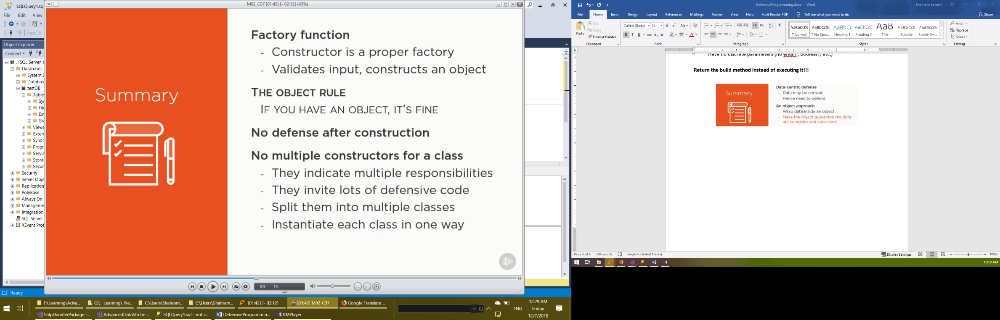 SQLQuery1.sql
File Edit View
testDB
Object Explorer
Connect
. (SQL Server 1
Databases
System D
Databas
testDB
Table
Sys
File
Ext
Gra
Views
Extern
Synor
Progr
Servic
Stora
Secur
Security
Server Obje
Replication
PolyBase
Always On
Manageme
Integration
SQL Server
XEvent Prof
Ready
M02_C07 [01:42] [- 02:12] (43%)
Summary
Factory function
- Constructor is a proper factory
- Validates input, constructs an object
THE OBJECT RULE
IF YOU HAVE AN OBJECT, IT'S FINE
No defense after construction
No multiple constructors for a class
- They indicate multiple responsibilities
- They invite lots of defensive code
- Split them into multiple classes
- Instantiate each class in one way
80 15
F:\Learning\Adva... G:\_Learning\_Ne... C:\Users\Shahram... C:\Users\Shahram... [01:42] [- 02:12] [01:42] M02_C07 Google Translate ...
ShIpHandlerPackage -... AdvancedDataStrctre ... SQLQuery1.sql - not c... DefensiveProgrammin... KMPlayer
ENG
12:29 AM
Friday
12/7/2018
DefensiveProgramming.docx - Word
Shahram komeili
File Home Insert Design Layout References Mailings Review View Help Foxit Reader PDF Tell me what you want to do Share
Paste
Cut
Copy
Format Painter
Calibri (Body) 14
AaBbCcDc AaBbCcDc AaBbCc AaBbCcE AaB AaBbCcD AaBbCcDc
¶ Normal ¶ No Spac... Heading 1 Heading 2 Title Subtitle Subtle Em...
Find
Replace
Select
Clipboard Font Paragraph Styles Editing
Have no discrete parameters (no enum , Boolean , etc.)
Return the build method instead of executing it!!!
Summary
Data-centric defense
- Data may be corrupt
- Hence need to defend
An object approach
- Wrap data inside an object
- Make the object guarantee the data
are complete and consistent
Page 5 of 5 595 words English (United States) Display Settings 100%
12:29 AM